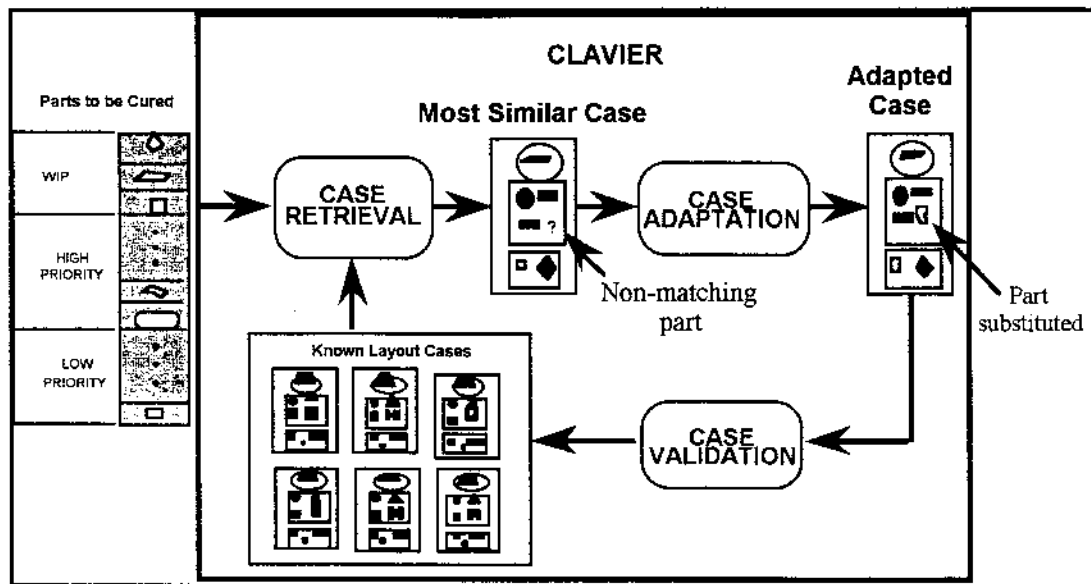 CLAVIER
Parts to be Cured
WIP
HIGH
PRIORITY
LOW
PRIORITY
CASE
RETRIEVAL
Most Similar Case
?
Non-matching
part
CASE
ADAPTATION
Adapted
Case
Part
substituted
Known Layout Cases
CASE
VALIDATION